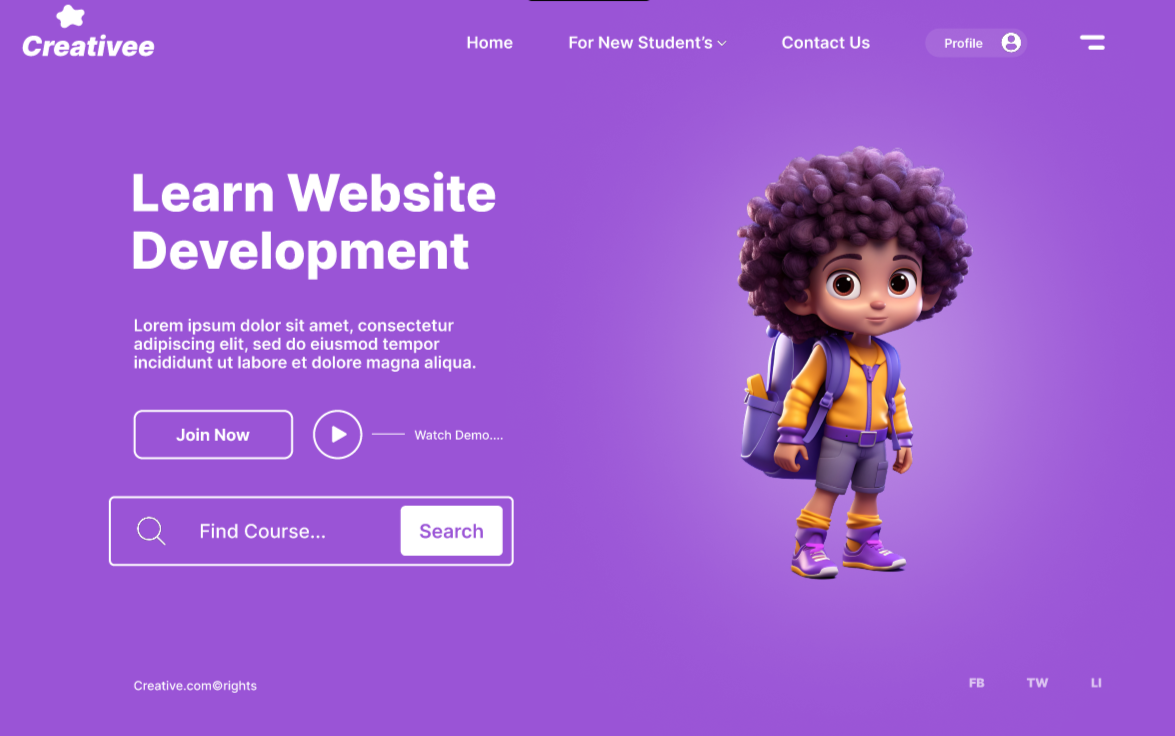 Creativee
Home
For New Student's
Contact Us
Profile
Learn Website
Development
Lorem ipsum dolor sit amet, consectetur
adipiscing elit, sed do eiusmod tempor
incididunt ut labore et dolore magna aliqua.
Join Now
Watch Demo....
Find Course...
Search
Creative.com©rights
FB
TW
LI